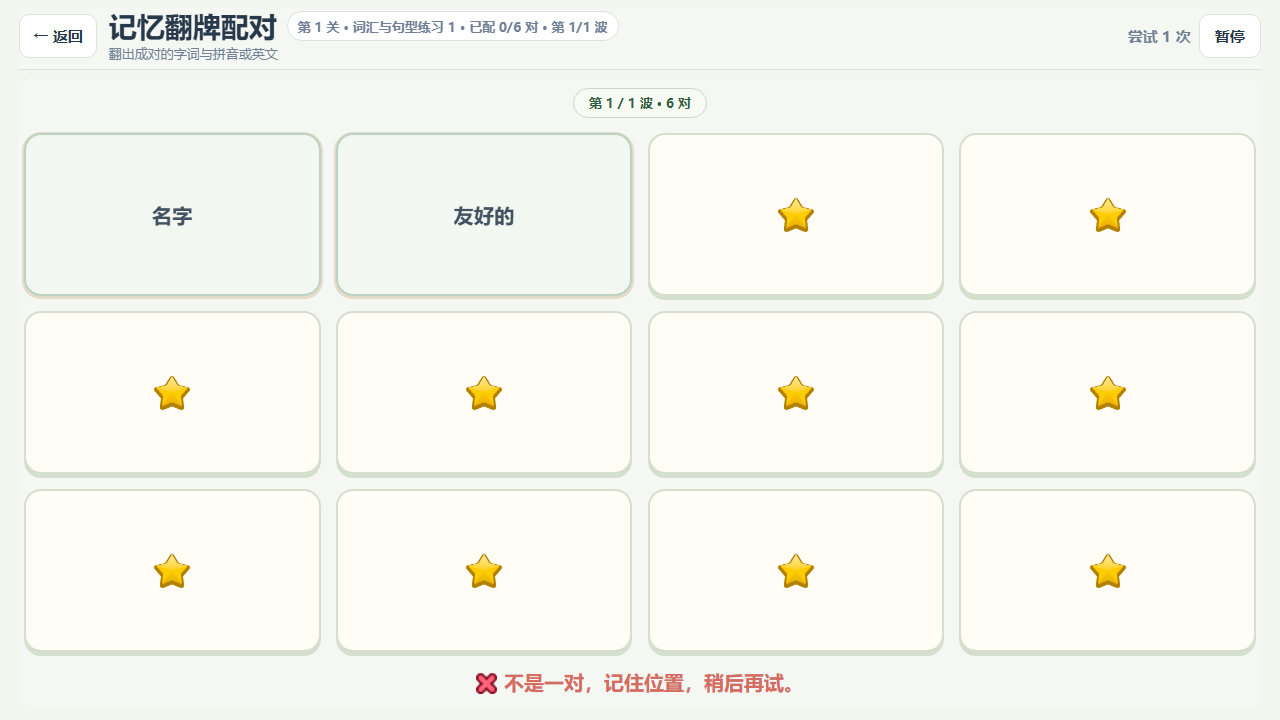 ← 返回
记忆翻牌配对
第 1 关 • 词汇与句型练习 1 • 已配 0/6 对 • 第 1/1 波
翻出成对的字词与拼音或英文
尝试 1 次
暂停
第 1 / 1 波 • 6 对
名字
友好的
不是一对，记住位置，稍后再试。